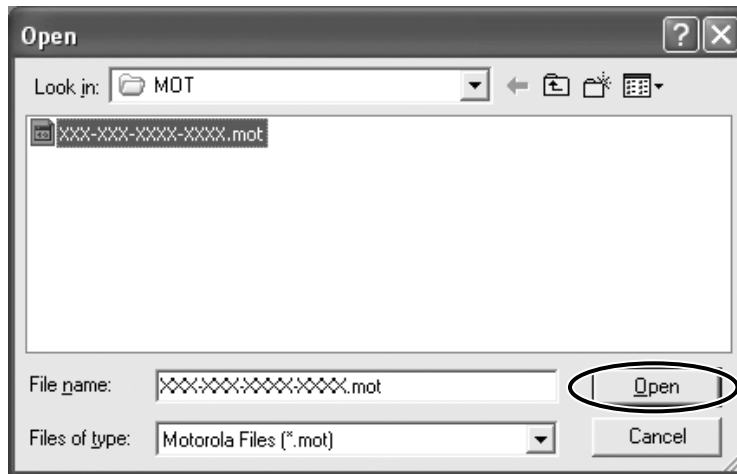 Open
Look in: MOT
XXX-XXX-XXXX-XXXX.mot
File name: XXX-XXX-XXXX-XXXX.mot Open
Files of type: Motorola Files (*.mot) Cancel